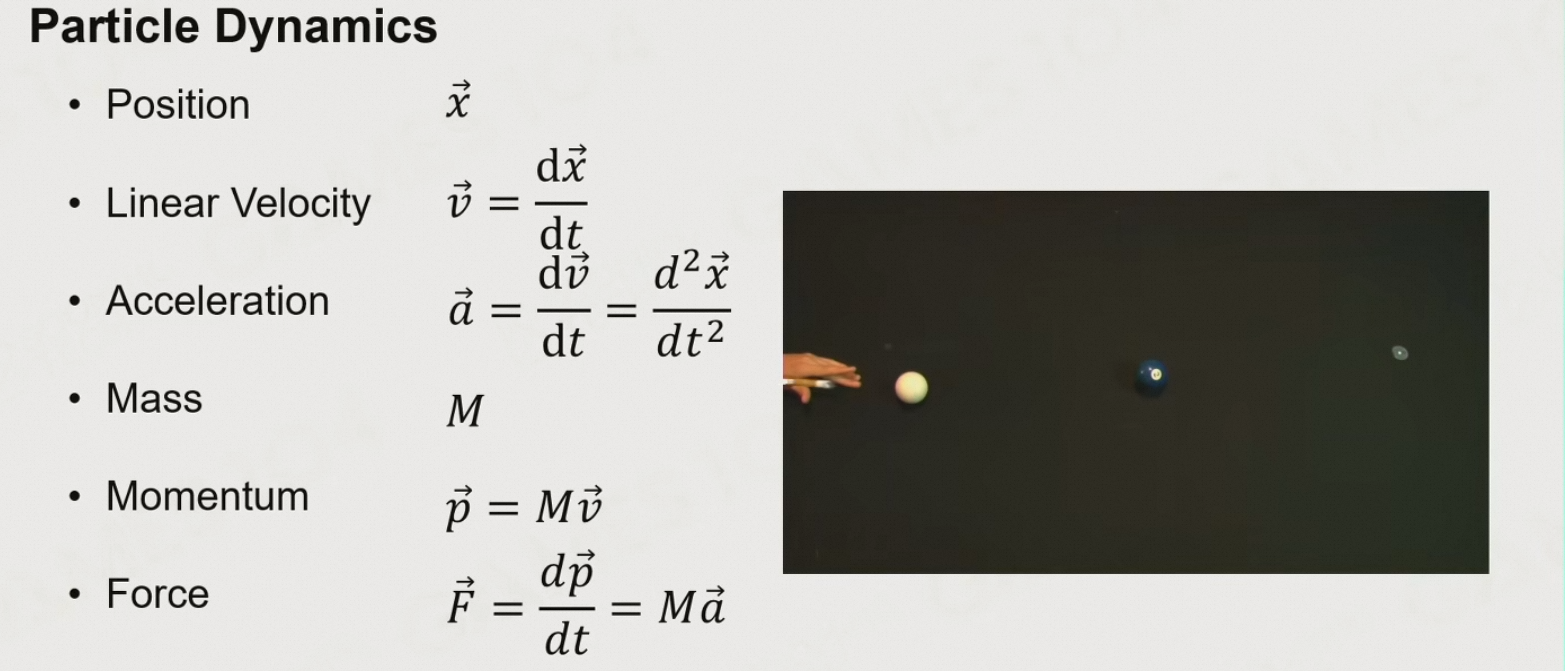 Particle Dynamics
• Position $\vec{x}$
• Linear Velocity $\vec{v} = \frac{\mathrm{d}\vec{x}}{\mathrm{d}t}$
• Acceleration $\vec{a} = \frac{\mathrm{d}\vec{v}}{\mathrm{d}t} = \frac{d^2\vec{x}}{dt^2}$
• Mass $M$
• Momentum $\vec{p} = M\vec{v}$
• Force $\vec{F} = \frac{d\vec{p}}{dt} = M\vec{a}$
GAMES104